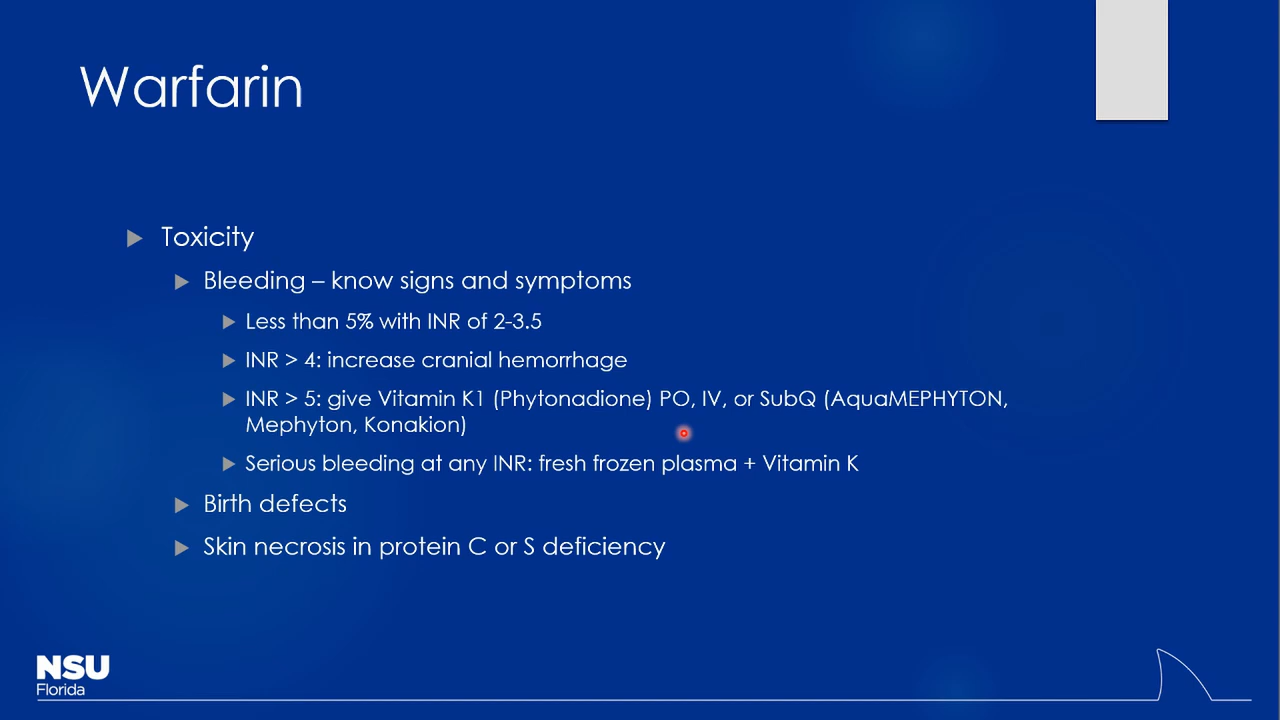 Warfarin
Toxicity
Bleeding – know signs and symptoms
Less than 5% with INR of 2-3.5
INR > 4: increase cranial hemorrhage
INR > 5: give Vitamin K1 (Phytonadione) PO, IV, or SubQ (AquaMEPHYTON,
Mephyton, Konakion)
Serious bleeding at any INR: fresh frozen plasma + Vitamin K
Birth defects
Skin necrosis in protein C or S deficiency
NSU
Florida